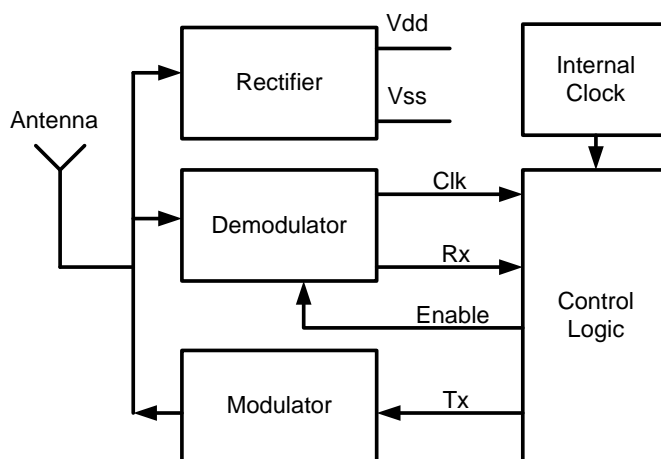 Vdd
Rectifier
Vss
Internal
Clock
Antenna
Clk
Demodulator
Rx
Enable
Control
Logic
Modulator
Tx